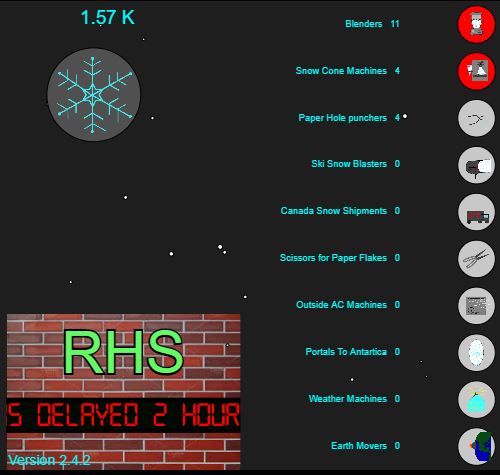 1.57 K
Blenders 11
Snow Cone Machines 4
Paper Hole punchers 4
Ski Snow Blasters 0
Canada Snow Shipments 0
Scissors for Paper Flakes 0
Outside AC Machines 0
Portals To Antartica 0
Weather Machines 0
Earth Movers 0
RHS
S DELAYED 2 HOUR
Version 2.4.2